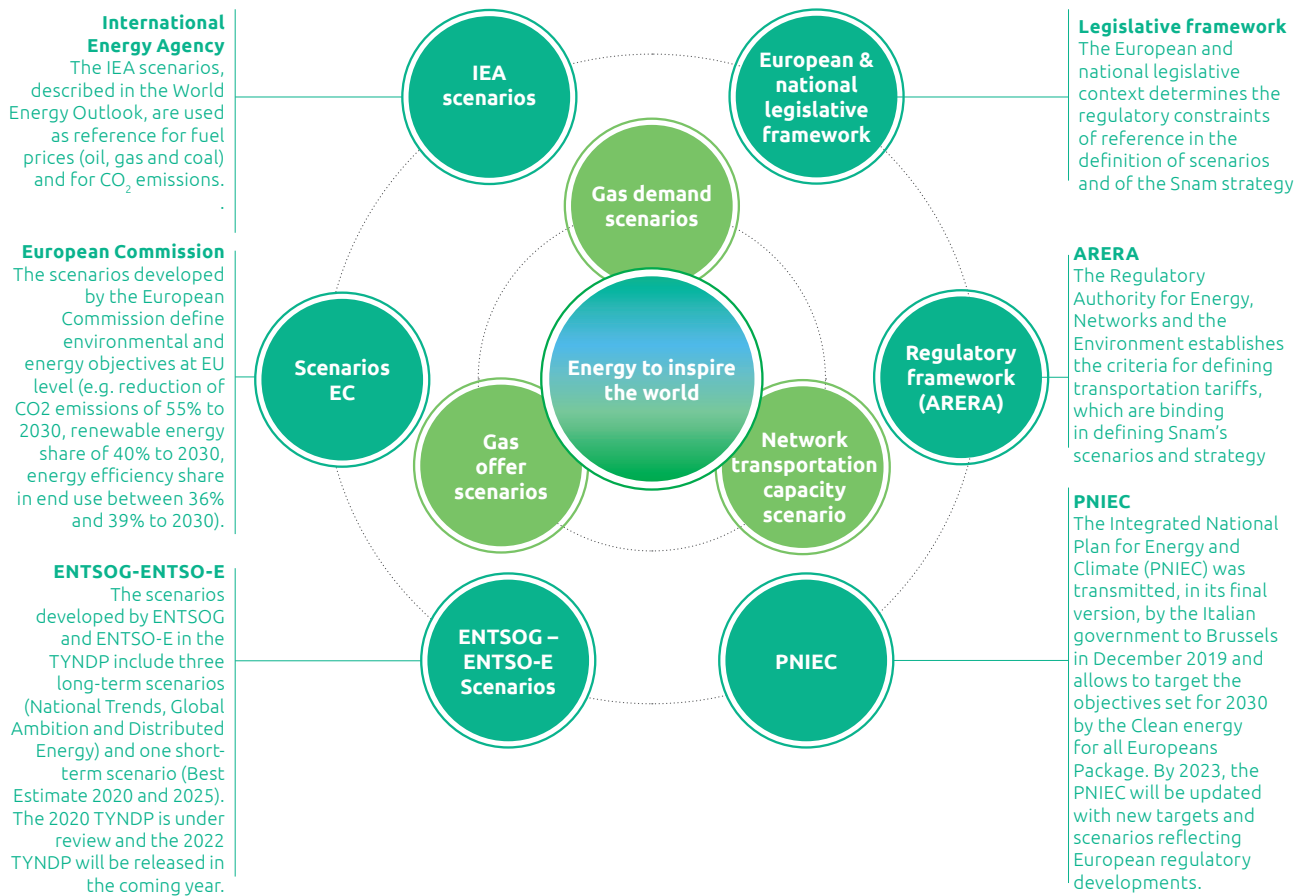 International
Energy Agency
The IEA scenarios,
described in the World
Energy Outlook, are used
as reference for fuel
prices (oil, gas and coal)
and for CO₂ emissions.
.
European Commission
The scenarios developed
by the European
Commission define
environmental and
energy objectives at EU
level (e.g. reduction of
CO2 emissions of 55% to
2030, renewable energy
share of 40% to 2030,
energy efficiency share
in end use between 36%
and 39% to 2030).
ENTSOG-ENTSO-E
The scenarios
developed by ENTSOG
and ENTSO-E in the
TYNDP include three
long-term scenarios
(National Trends, Global
Ambition and Distributed
Energy) and one short-
term scenario (Best
Estimate 2020 and 2025).
The 2020 TYNDP is under
review and the 2022
TYNDP will be released in
the coming year.
IEA
scenarios
European &
national
legislative
framework
Gas demand
scenarios
Scenarios
EC
Energy to inspire
the world
Regulatory
framework
(ARERA)
Gas
offer
scenarios
Network
transportation
capacity
scenario
ENTSOG –
ENTSO-E
Scenarios
PNIEC
Legislative framework
The European and
national legislative
context determines the
regulatory constraints
of reference in the
definition of scenarios
and of the Snam strategy
ARERA
The Regulatory
Authority for Energy,
Networks and the
Environment establishes
the criteria for defining
transportation tariffs,
which are binding
in defining Snam's
scenarios and strategy
PNIEC
The Integrated National
Plan for Energy and
Climate (PNIEC) was
transmitted, in its final
version, by the Italian
government to Brussels
in December 2019 and
allows to target the
objectives set for 2030
by the Clean energy
for all Europeans
Package. By 2023, the
PNIEC will be updated
with new targets and
scenarios reflecting
European regulatory
developments.